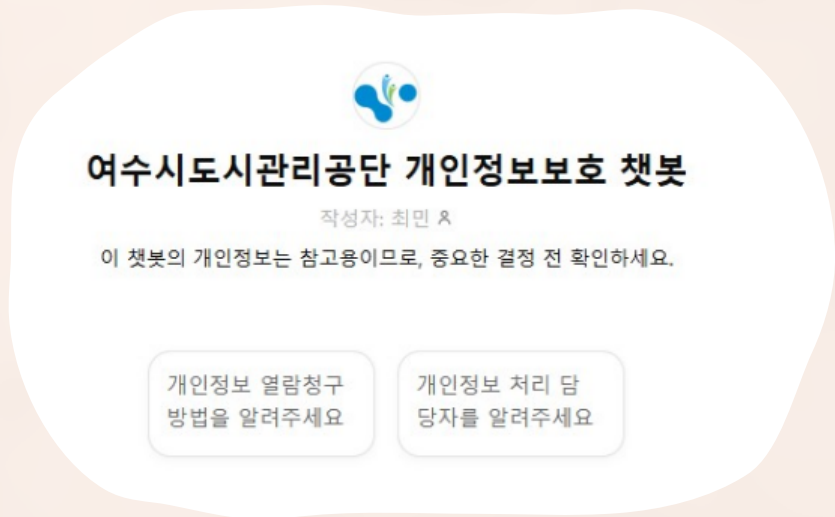 여수시도시관리공단 개인정보보호 챗봇
작성자: 최민
이 챗봇의 개인정보는 참고용이므로, 중요한 결정 전 확인하세요.
개인정보 열람청구
방법을 알려주세요
개인정보 처리 담
당자를 알려주세요